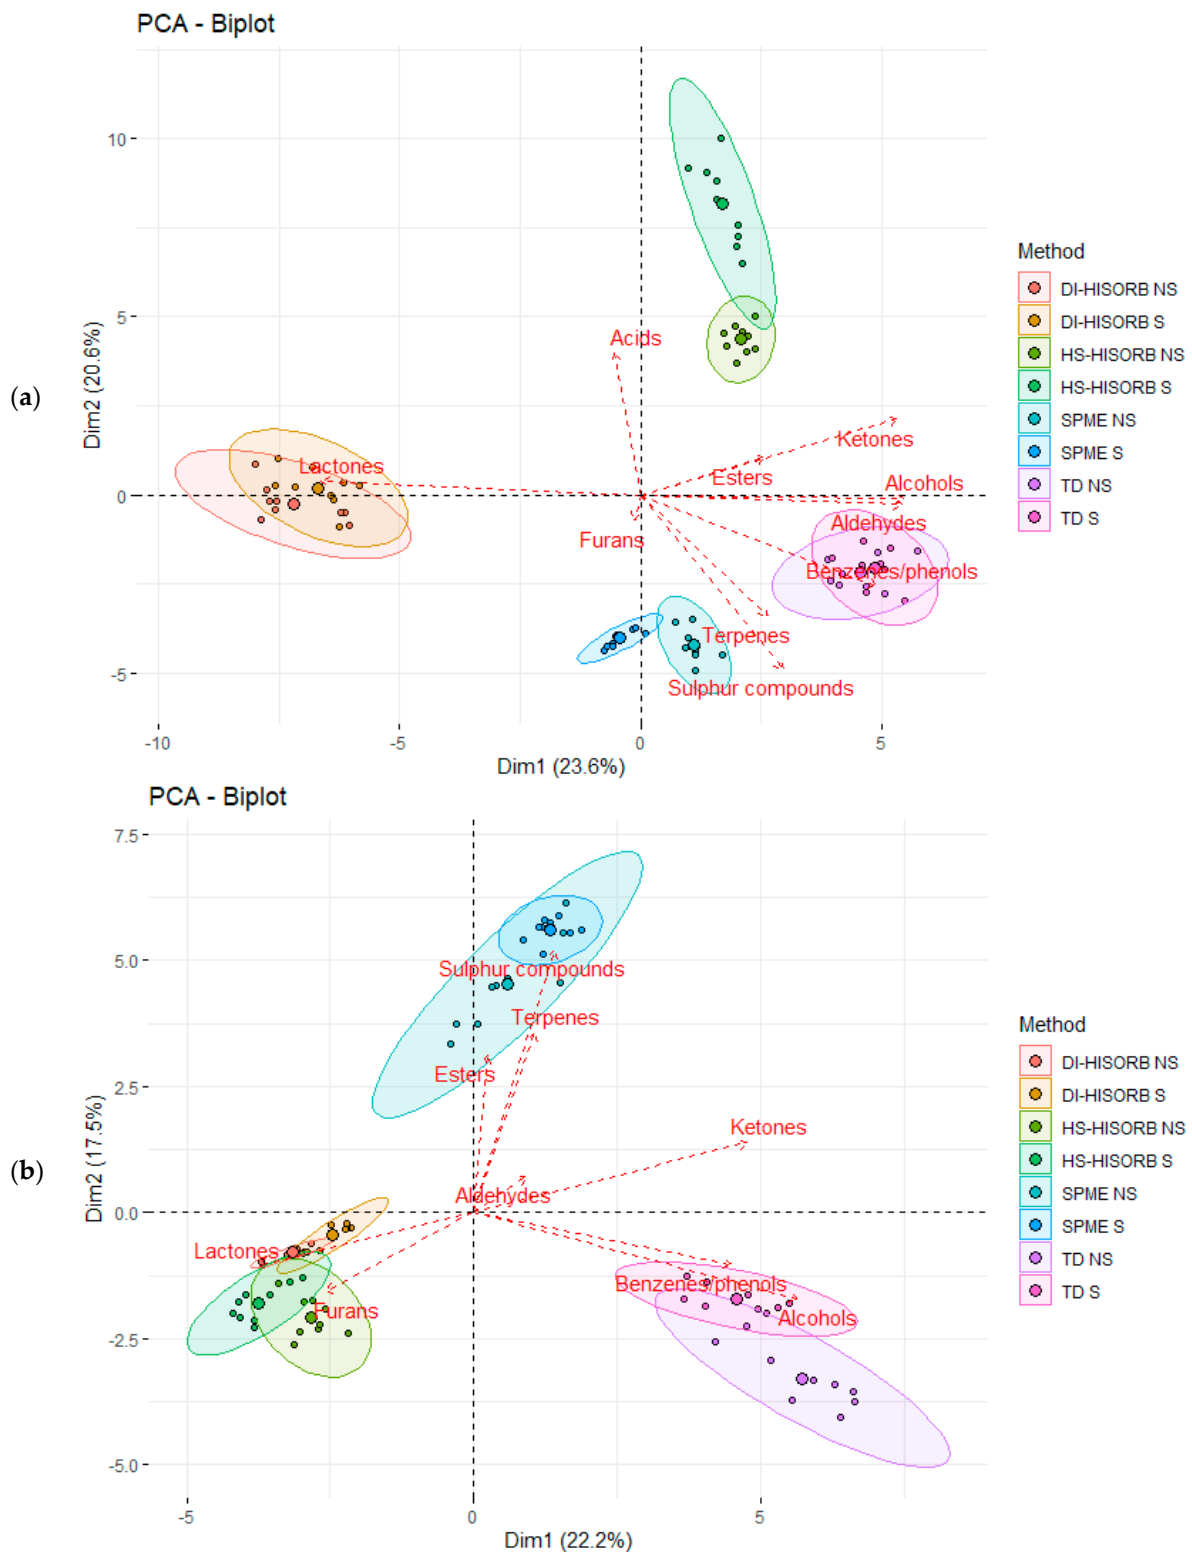 PCA - Biplot
(a)
Dim2 (20.6%)
10
5
0
-5
Acids
Ketones
Lactones
Esters
Alcohols
Furans
Aldehydes
Benzenes/phenols
Terpenes
Sulphur compounds
-10
-5
0
5
Dim1 (23.6%)
Method
DI-HISORB NS
DI-HISORB S
HS-HISORB NS
HS-HISORB S
SPME NS
SPME S
TD NS
TD S
PCA - Biplot
(b)
Dim2 (17.5%)
7.5
5.0
2.5
0.0
-2.5
-5.0
Sulphur compounds
Terpenes
Esters
Ketones
Aldehydes
Lactones
Benzenes/phenols
Furans
Alcohols
-5
0
5
Dim1 (22.2%)
Method
DI-HISORB NS
DI-HISORB S
HS-HISORB NS
HS-HISORB S
SPME NS
SPME S
TD NS
TD S